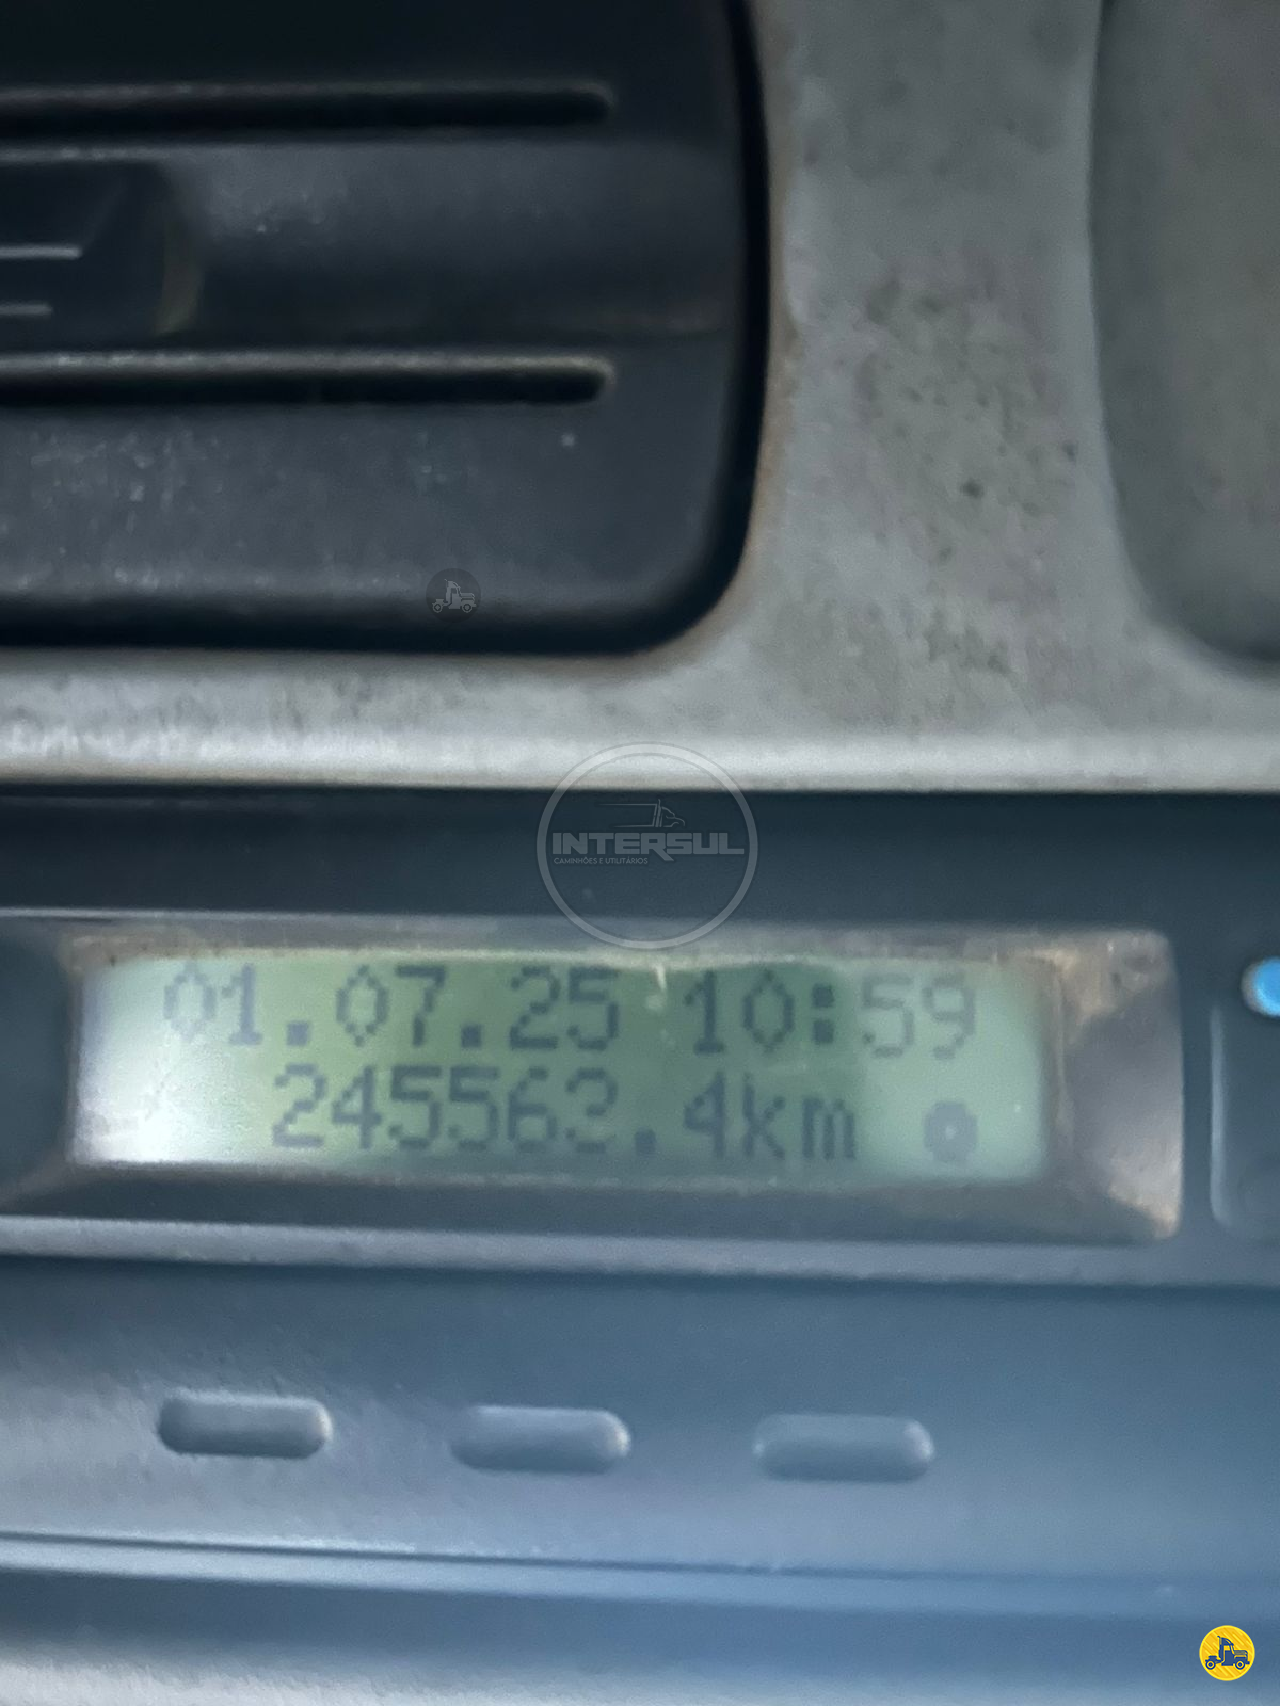 INTERSUL
CAMINHÕES E UTILITÁRIOS
01.07.25 10:59
245563.4km